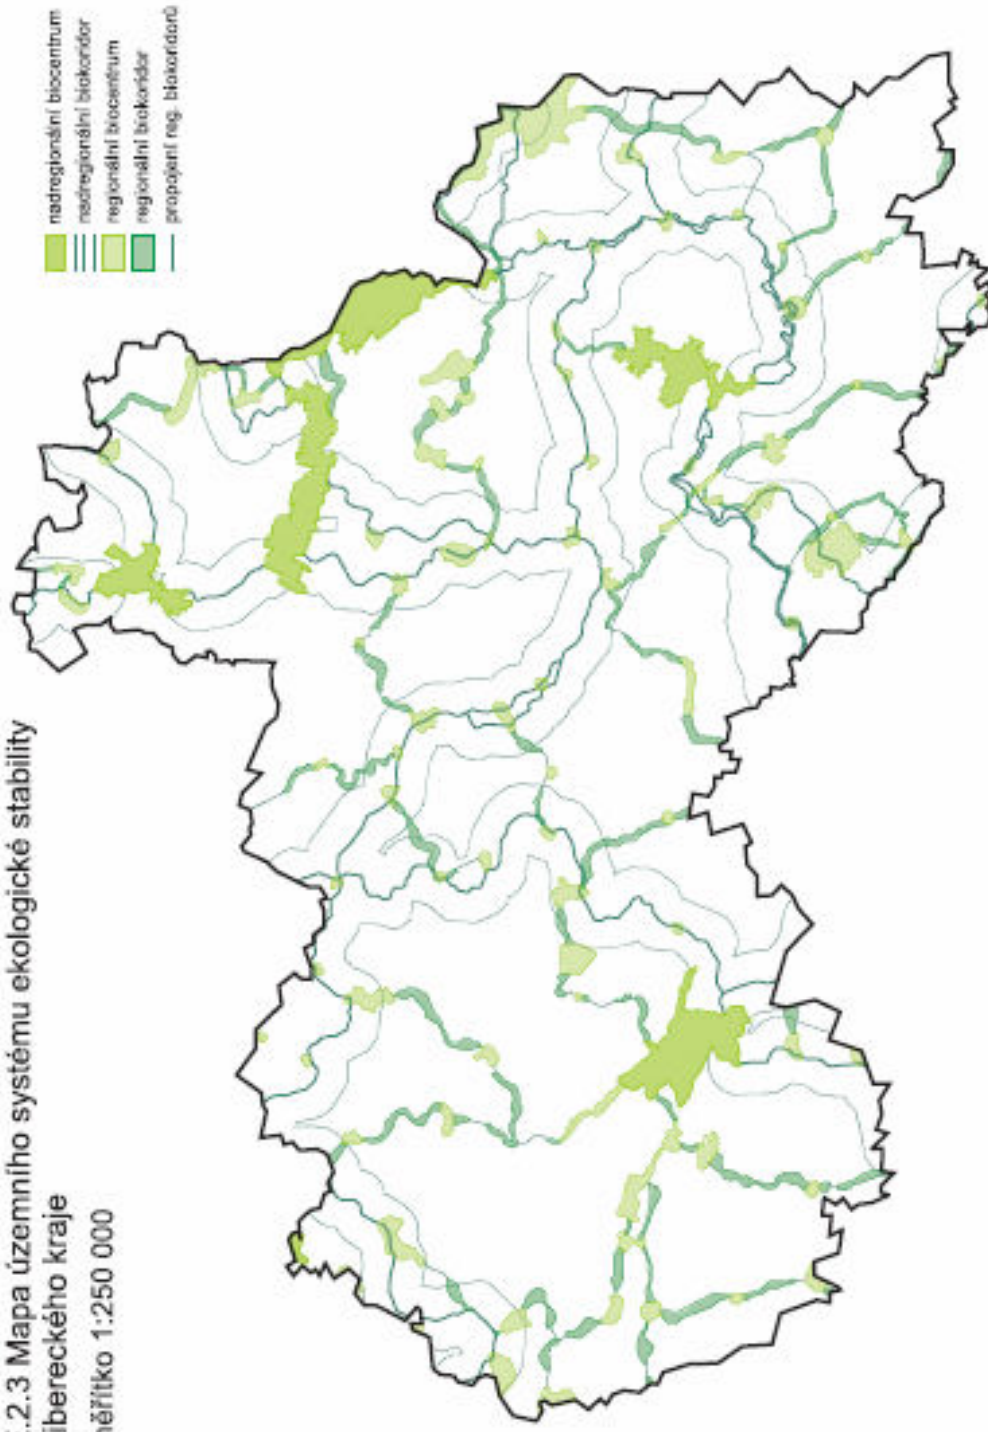 .2.3 Mapa územního systému ekologické stability
ibereckého kraje
ěřítko 1:250 000
nadregionální biocentrum
nadregionální biokoridor
regionální biocentrum
regionální biokoridor
propojení reg. biokoridorů